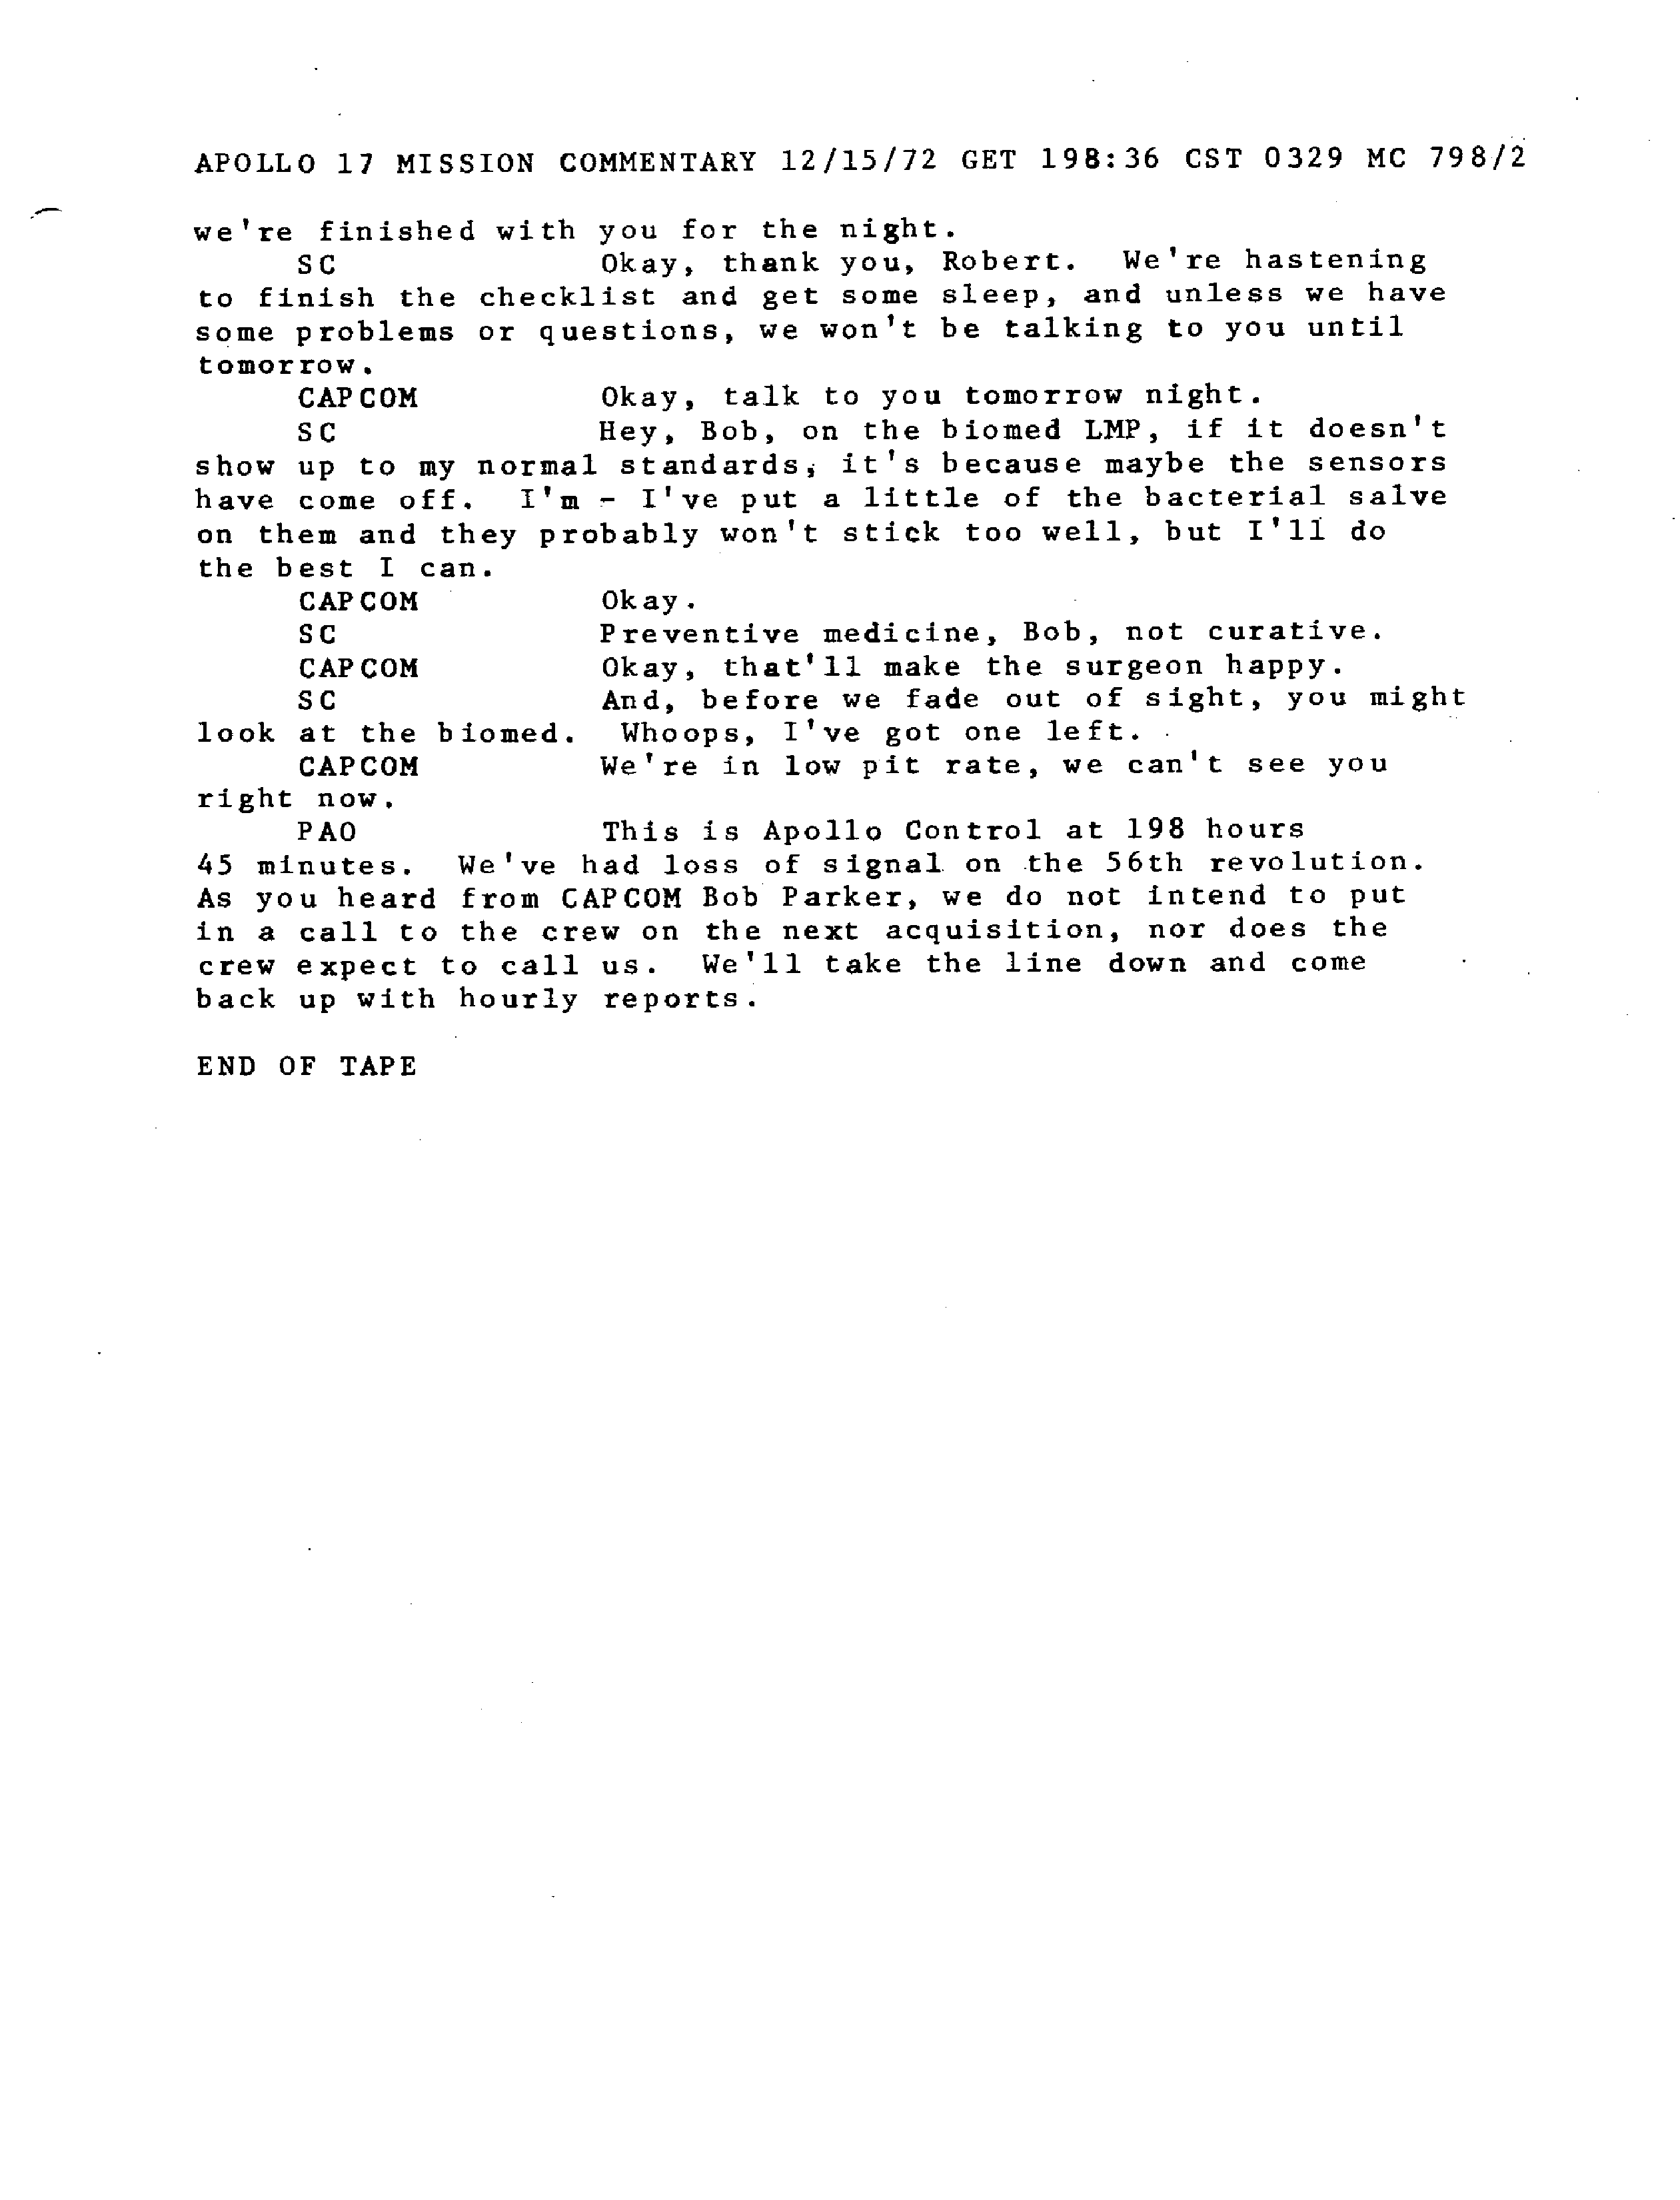 APOLLO 17 MISSION COMMENTARY 12/15/72 GET 198:36 CST 0329 MC 798/2
we're finished with you for the night.
SC Okay, thank you, Robert. We're hastening
to finish the checklist and get some sleep, and unless we have
some problems or questions, we won't be talking to you until
tomorrow.
CAPCOM Okay, talk to you tomorrow night.
SC Hey, Bob, on the biomed LMP, if it doesn't
show up to my normal standards, it's because maybe the sensors
have come off. I'm - I've put a little of the bacterial salve
on them and they probably won't stick too well, but I'll do
the best I can.
CAPCOM Okay.
SC Preventive medicine, Bob, not curative.
CAPCOM Okay, that'll make the surgeon happy.
SC And, before we fade out of sight, you might
look at the biomed. Whoops, I've got one left.
CAPCOM We're in low pit rate, we can't see you
right now.
PAO This is Apollo Control at 198 hours
45 minutes. We've had loss of signal on the 56th revolution.
As you heard from CAPCOM Bob Parker, we do not intend to put
in a call to the crew on the next acquisition, nor does the
crew expect to call us. We'll take the line down and come
back up with hourly reports.
END OF TAPE